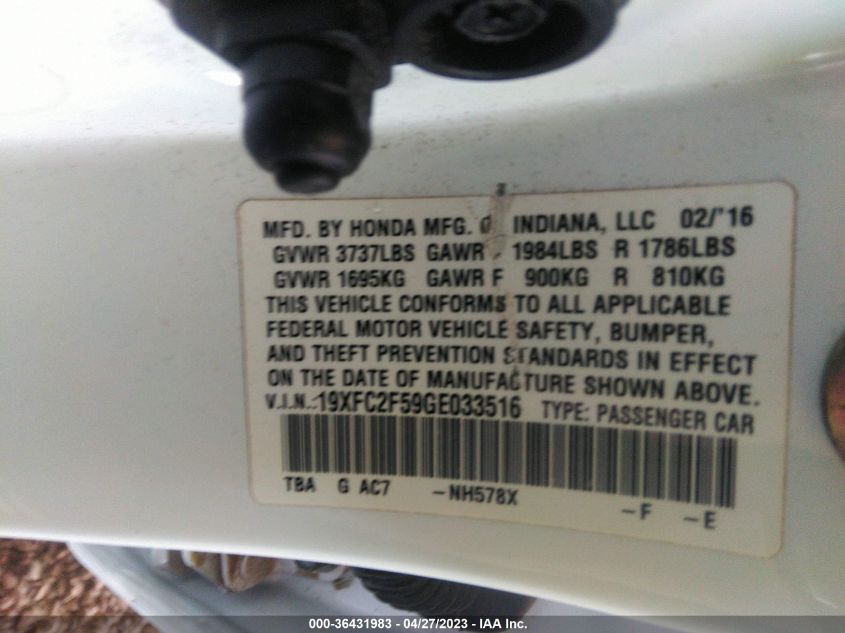 MFD. BY HONDA MFG. INDIANA, LLC 02/'16
GVWR 3737LBS GAWR 1984LBS R 1786LBS
GVWR 1695KG GAWR F 900KG R 810KG
THIS VEHICLE CONFORMS TO ALL APPLICABLE
FEDERAL MOTOR VEHICLE SAFETY, BUMPER,
AND THEFT PREVENTION STANDARDS IN EFFECT
ON THE DATE OF MANUFACTURE SHOWN ABOVE.
V.I.N.:19XFC2F59GE033516 TYPE: PASSENGER CAR
TBA G AC7 -NH578X -F -E
000-36431983 - 04/27/2023 - IAA Inc.